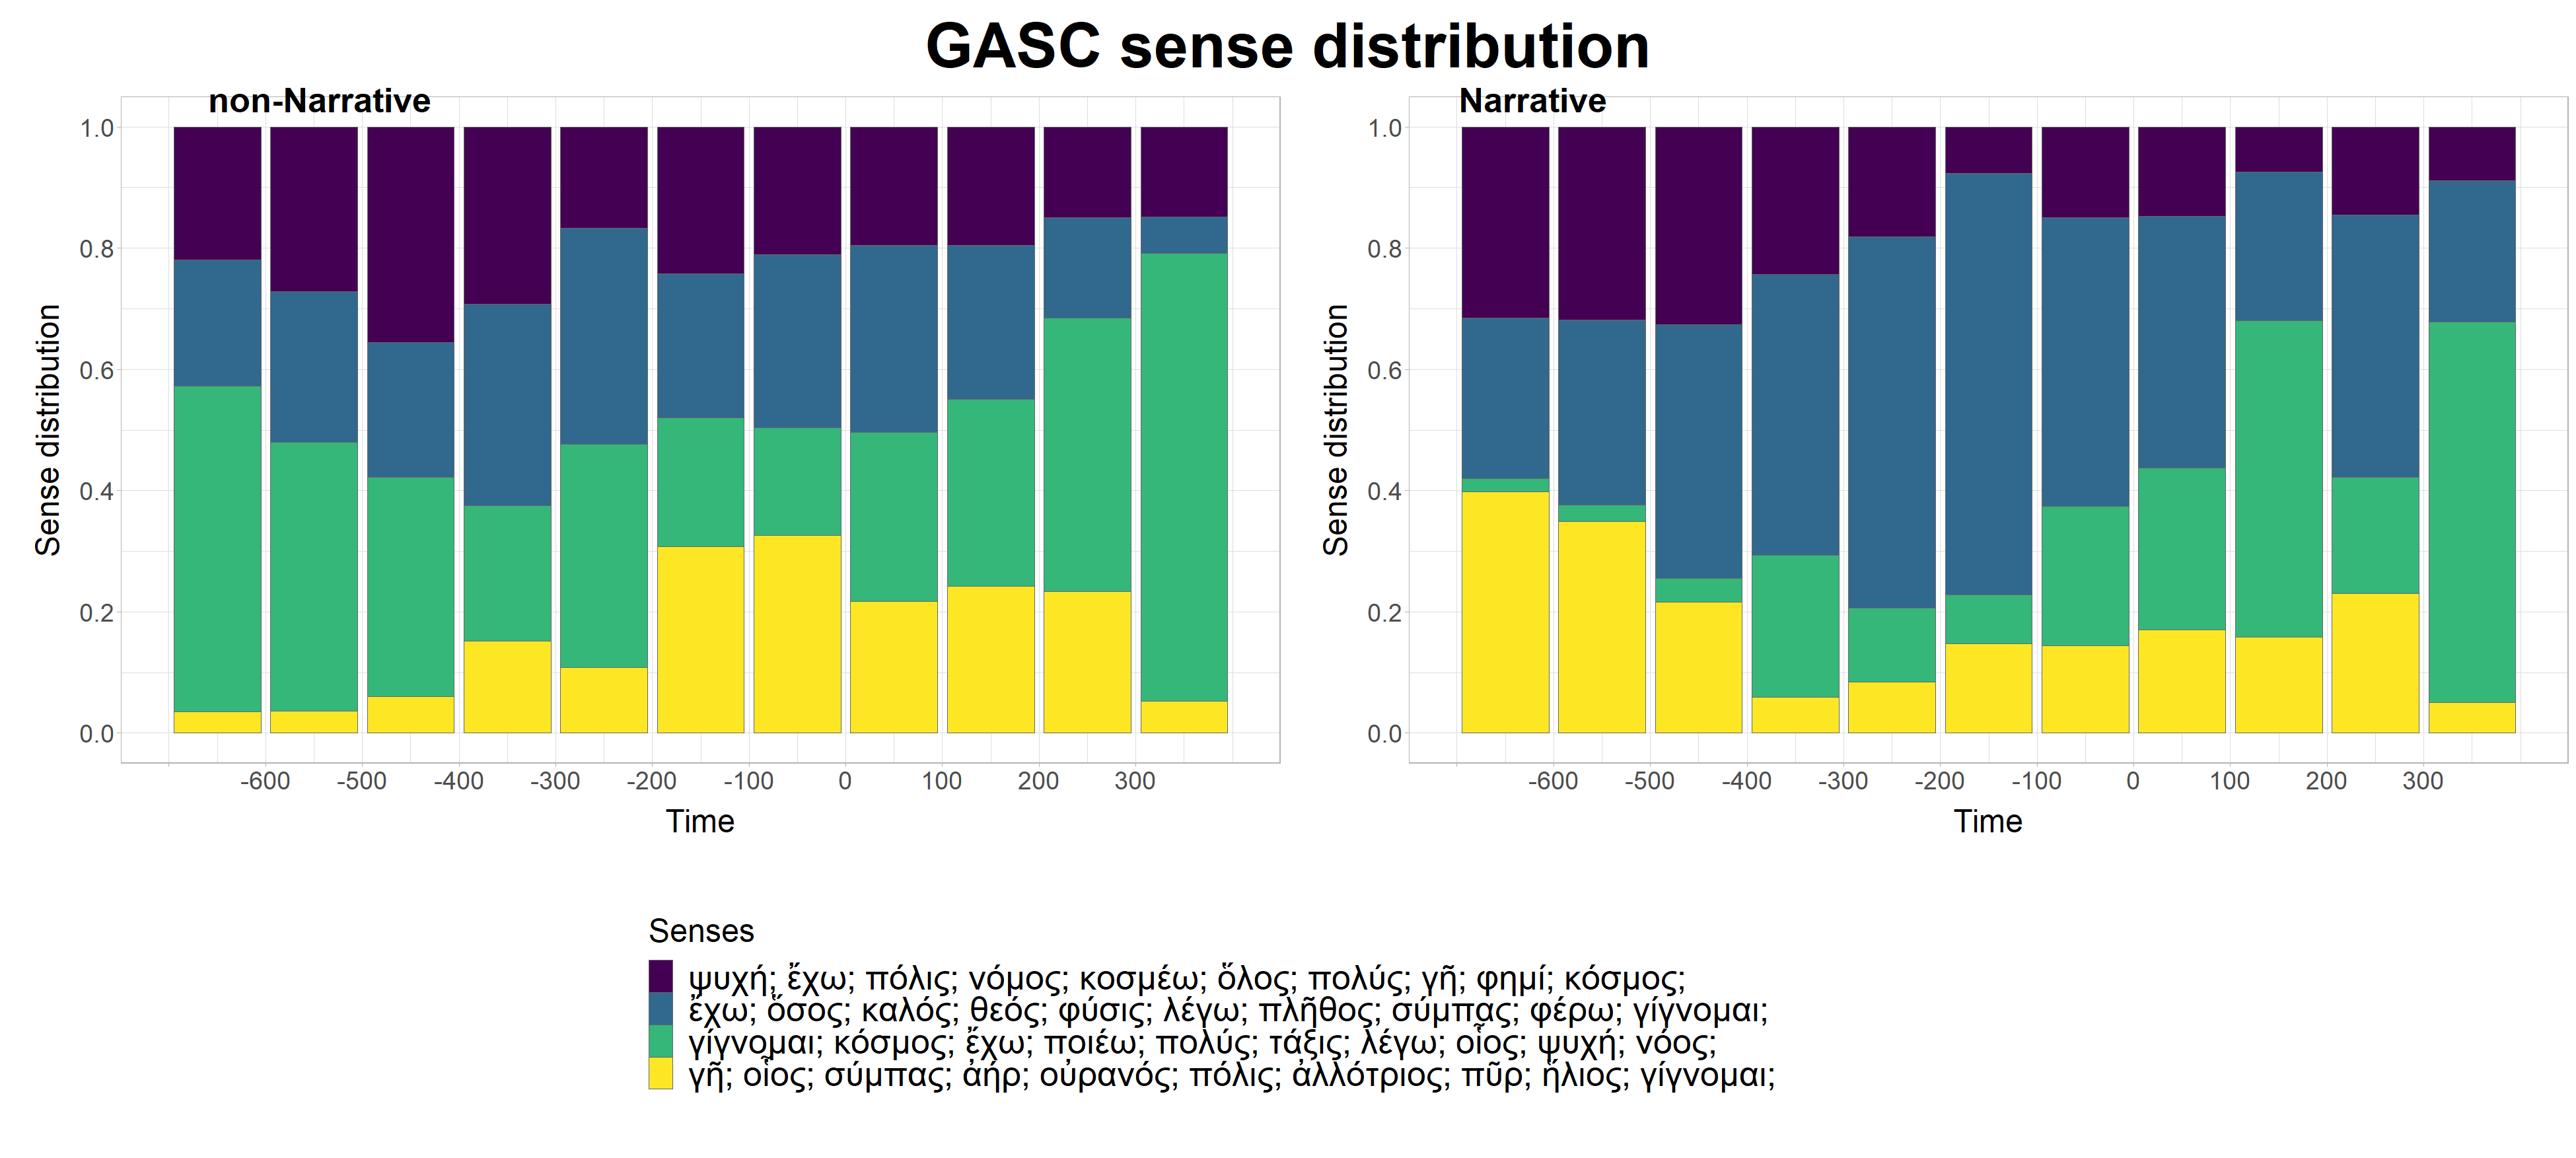 GASC sense distribution
non-Narrative
Narrative
Sense distribution
1.0
0.8
0.6
0.4
0.2
0.0
-600 -500 -400 -300 -200 -100 0 100 200 300
Time
Sense distribution
1.0
0.8
0.6
0.4
0.2
0.0
-600 -500 -400 -300 -200 -100 0 100 200 300
Time
Senses
ψυχή; ἔχω; πόλις; νόμος; κοσμέω; ὅλος; πολύς; γῆ; φημί; κόσμος;
ἔχω; ὅσος; καλός; θεός; φύσις; λέγω; πλῆθος; σύμπας; φέρω; γίγνομαι;
γίγνομαι; κόσμος; ἔχω; ποιέω; πολύς; τάξις; λέγω; οἷος; ψυχή; νόος;
γῆ; οἷος; σύμπας; ἀήρ; οὐρανός; πόλις; ἀλλότριος; πῦρ; ἥλιος; γίγνομαι;